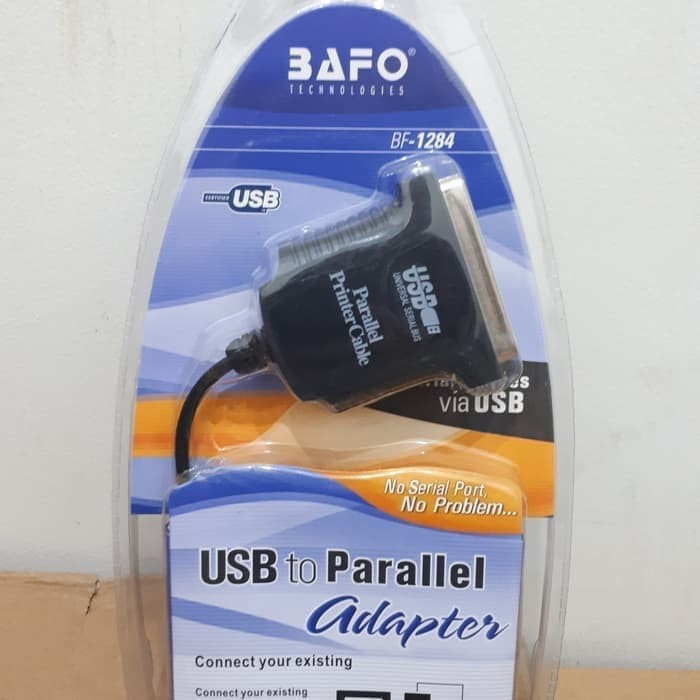 BAFO®
TECHNOLOGIES
BF-1284
CERTIFIED USB
USB
UNIVERSAL SERIAL BUS
Parallel
Printer Cable
via USB
No Serial Port,
No Problem...
USB to Parallel
Adapter
Connect your existing
Connect your existing